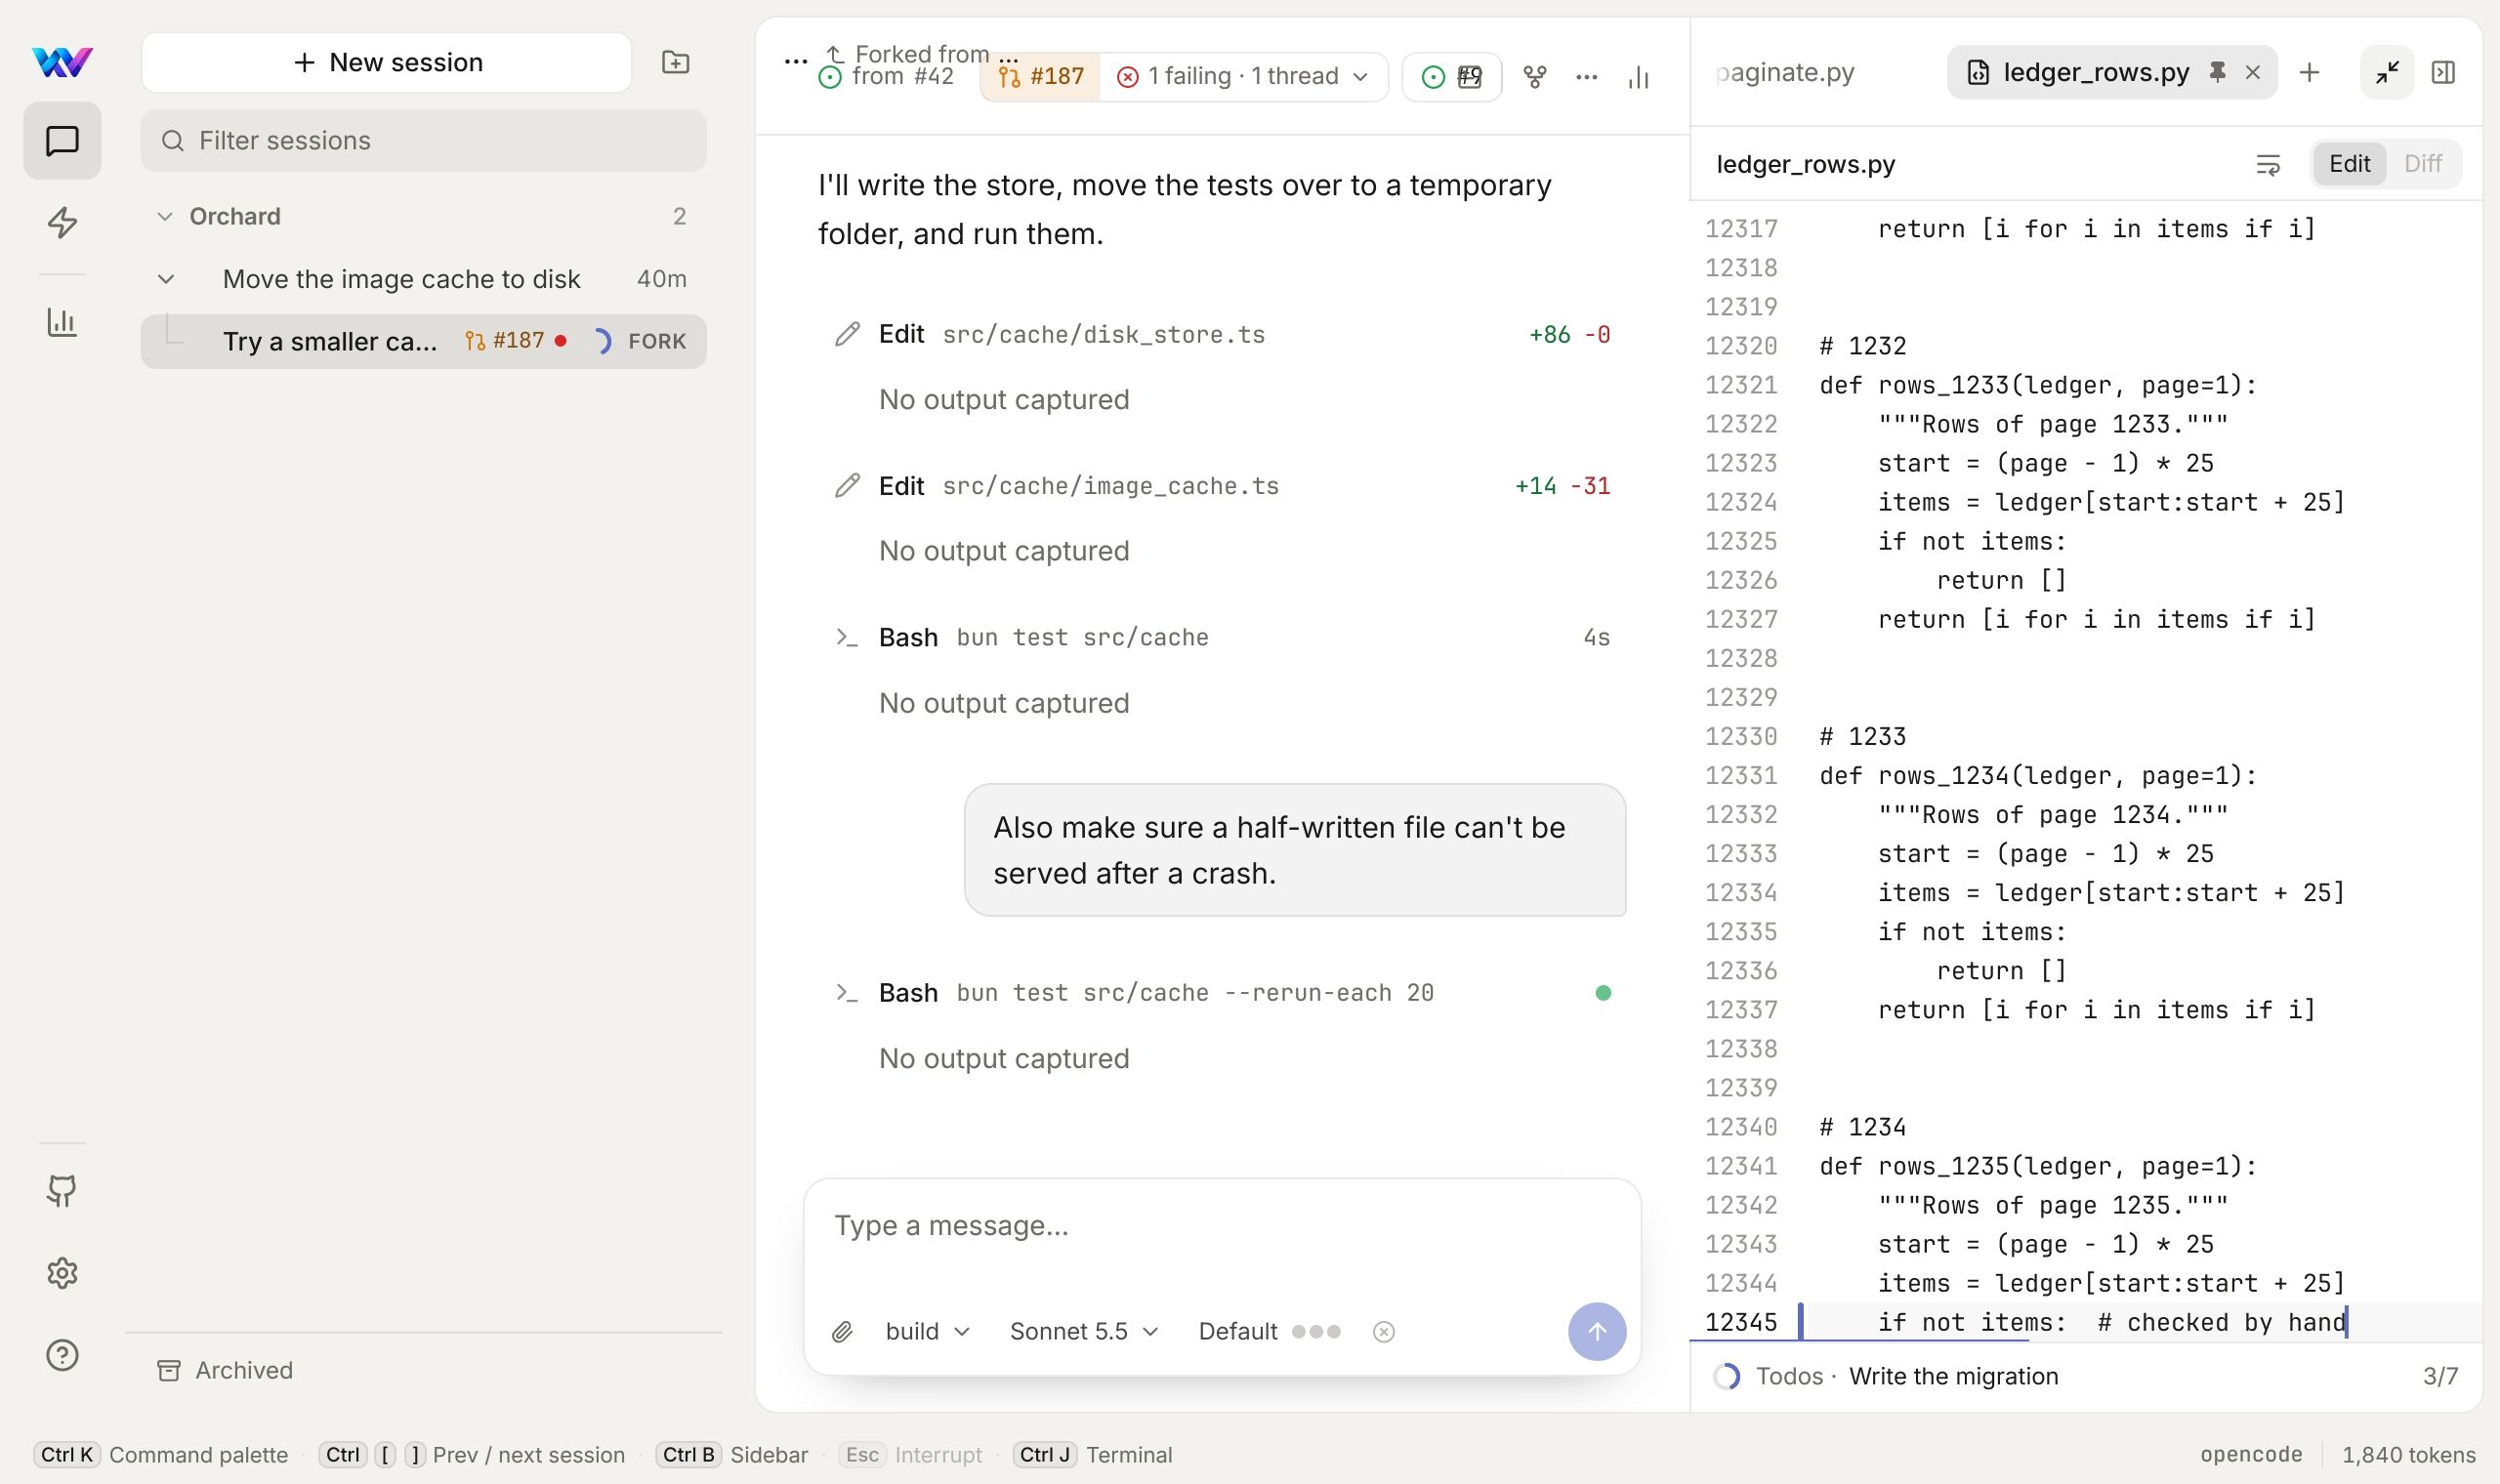 New session
Filter sessions
Orchard 2
Move the image cache to disk 40m
Try a smaller ca... #187 FORK
Archived
... Forked from ...
from #42 #187 1 failing · 1 thread
I'll write the store, move the tests over to a temporary
folder, and run them.
Edit src/cache/disk_store.ts +86 -0
No output captured
Edit src/cache/image_cache.ts +14 -31
No output captured
Bash bun test src/cache 4s
No output captured
Also make sure a half-written file can't be
served after a crash.
Bash bun test src/cache --rerun-each 20
No output captured
Type a message...
build Sonnet 5.5 Default
paginate.py ledger_rows.py
ledger_rows.py Edit Diff
12317     return [i for i in items if i]
12318
12319
12320 # 1232
12321 def rows_1233(ledger, page=1):
12322     """Rows of page 1233."""
12323     start = (page - 1) * 25
12324     items = ledger[start:start + 25]
12325     if not items:
12326         return []
12327     return [i for i in items if i]
12328
12329
12330 # 1233
12331 def rows_1234(ledger, page=1):
12332     """Rows of page 1234."""
12333     start = (page - 1) * 25
12334     items = ledger[start:start + 25]
12335     if not items:
12336         return []
12337     return [i for i in items if i]
12338
12339
12340 # 1234
12341 def rows_1235(ledger, page=1):
12342     """Rows of page 1235."""
12343     start = (page - 1) * 25
12344     items = ledger[start:start + 25]
12345     if not items:  # checked by hand
Todos · Write the migration 3/7
Ctrl K Command palette · Ctrl [ ] Prev / next session · Ctrl B Sidebar · Esc Interrupt · Ctrl J Terminal
opencode 1,840 tokens